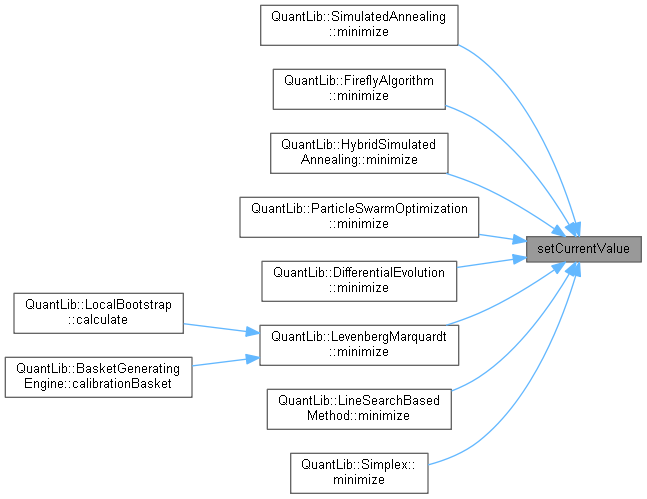 QuantLib::SimulatedAnnealing
::minimize
QuantLib::FireflyAlgorithm
::minimize
QuantLib::HybridSimulated
Annealing::minimize
QuantLib::ParticleSwarmOptimization
::minimize
setCurrentValue
QuantLib::DifferentialEvolution
::minimize
QuantLib::LocalBootstrap
::calculate
QuantLib::LevenbergMarquardt
::minimize
QuantLib::BasketGenerating
Engine::calibrationBasket
QuantLib::LineSearchBased
Method::minimize
QuantLib::Simplex::
minimize